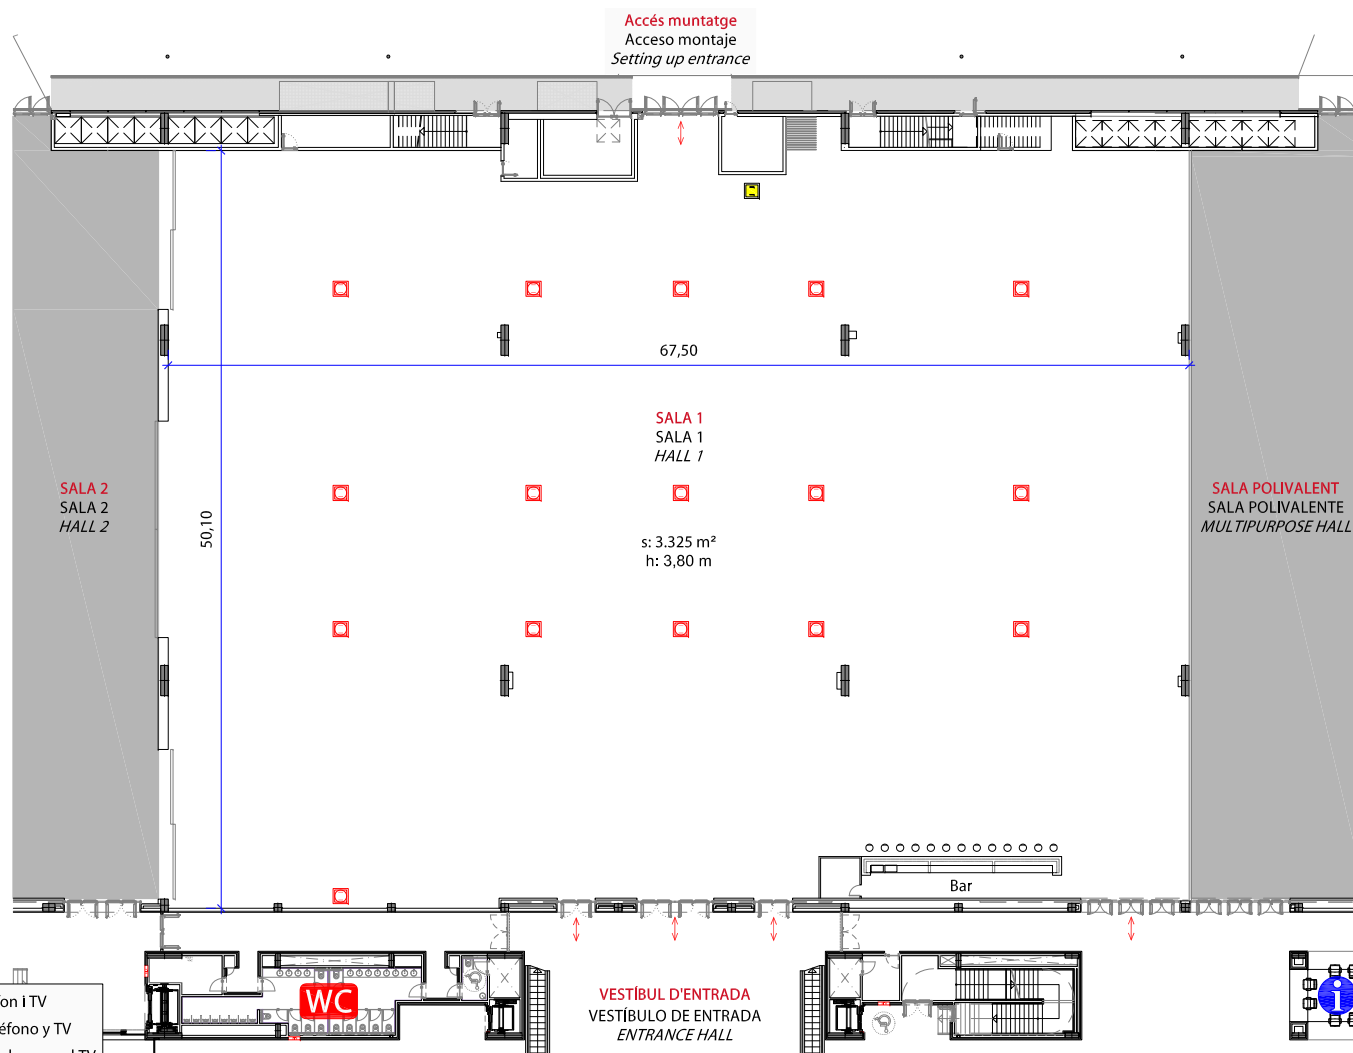 Accés muntatge
Acceso montaje
Setting up entrance
67,50
SALA 1
SALA 1
HALL 1
SALA 2
SALA 2
HALL 2
50,10
s: 3.325 m²
h: 3,80 m
SALA POLIVALENT
SALA POLIVALENTE
MULTIPURPOSE HALL
Bar
WC
VESTÍBUL D'ENTRADA
VESTÍBULO DE ENTRADA
ENTRANCE HALL
i
on i TV
éfono y TV